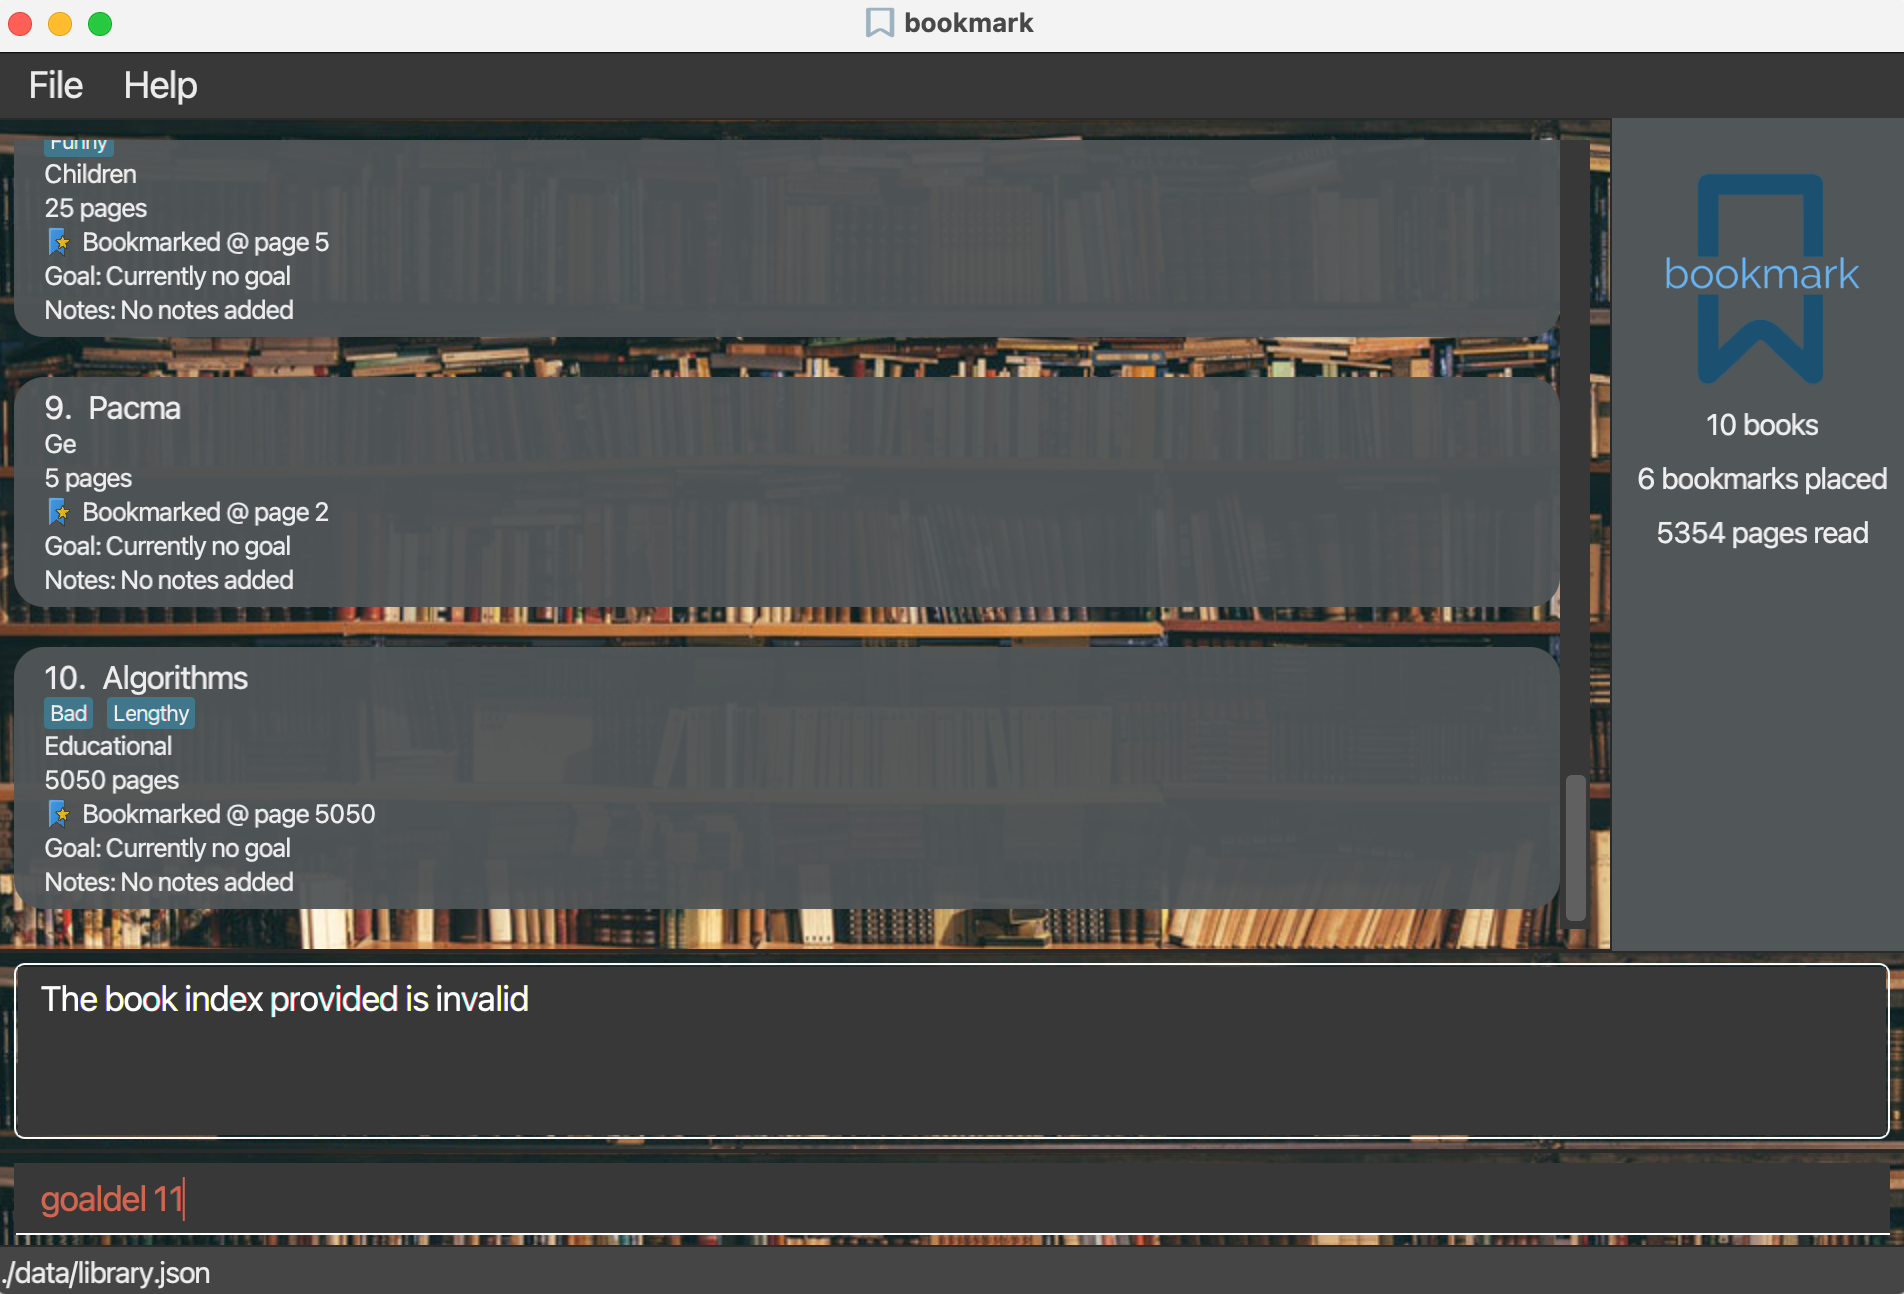 bookmark
File Help
Funny
Children
25 pages
Bookmarked @ page 5
Goal: Currently no goal
Notes: No notes added
9. Pacma
Ge
5 pages
Bookmarked @ page 2
Goal: Currently no goal
Notes: No notes added
10. Algorithms
Bad Lengthy
Educational
5050 pages
Bookmarked @ page 5050
Goal: Currently no goal
Notes: No notes added
bookmark
10 books
6 bookmarks placed
5354 pages read
The book index provided is invalid
goaldel 11
./data/library.json